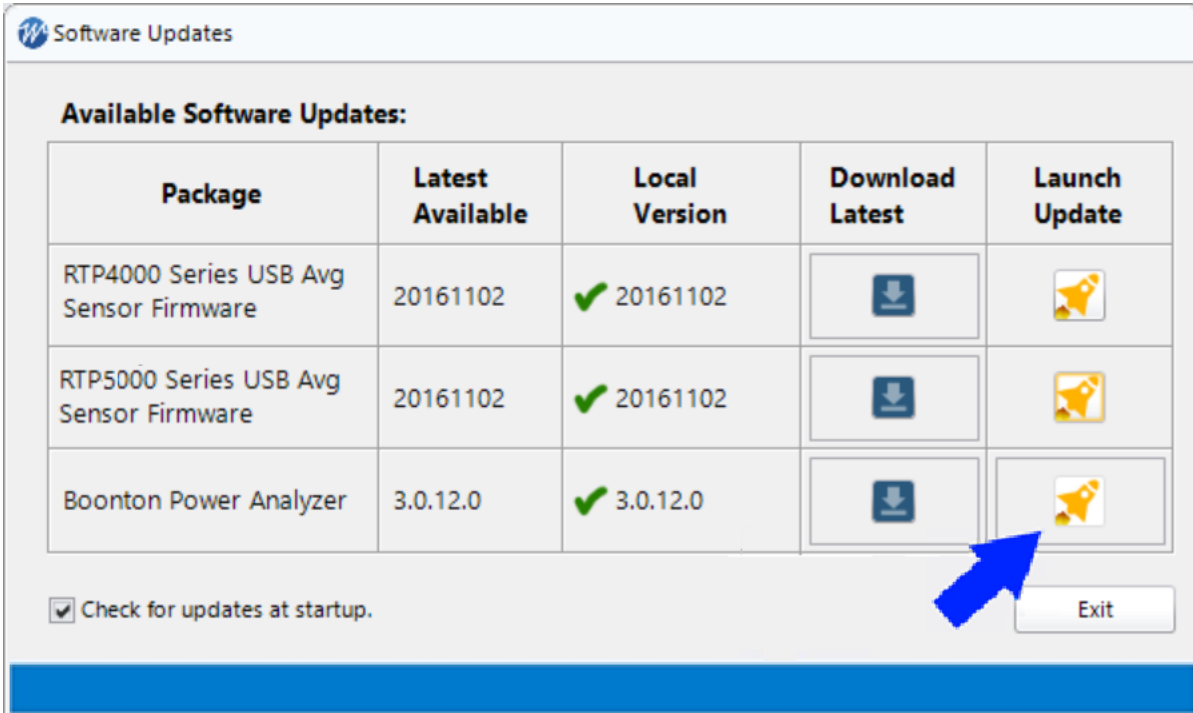 Software Updates
Available Software Updates:
Package
Latest
Available
Local
Version
Download
Latest
Launch
Update
RTP4000 Series USB Avg
Sensor Firmware
20161102
20161102
RTP5000 Series USB Avg
Sensor Firmware
20161102
20161102
Boonton Power Analyzer
3.0.12.0
3.0.12.0
Check for updates at startup.
Exit